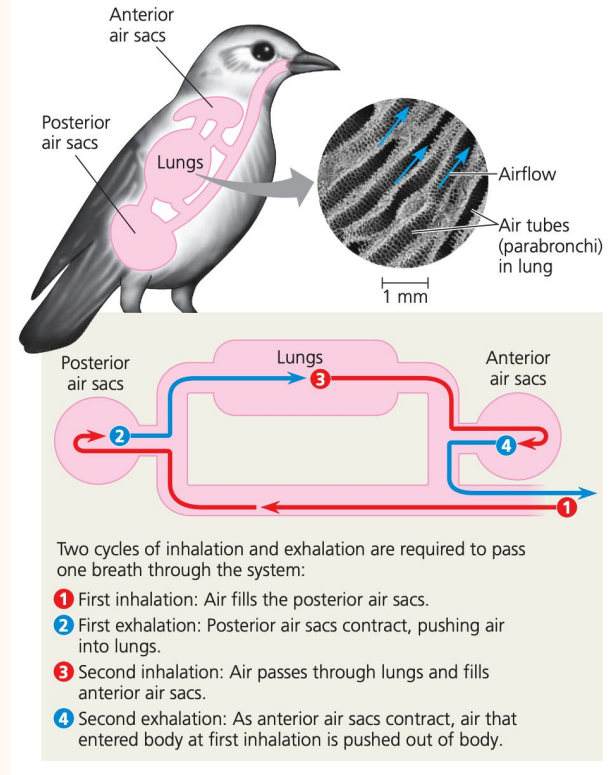 Anterior
air sacs
Posterior
air sacs
Lungs
Airflow
Air tubes
(parabronchi)
in lung
1 mm
Posterior
air sacs
Lungs
Anterior
air sacs
3
2
4
1
Two cycles of inhalation and exhalation are required to pass
one breath through the system:
1 First inhalation: Air fills the posterior air sacs.
2 First exhalation: Posterior air sacs contract, pushing air
into lungs.
3 Second inhalation: Air passes through lungs and fills
anterior air sacs.
4 Second exhalation: As anterior air sacs contract, air that
entered body at first inhalation is pushed out of body.